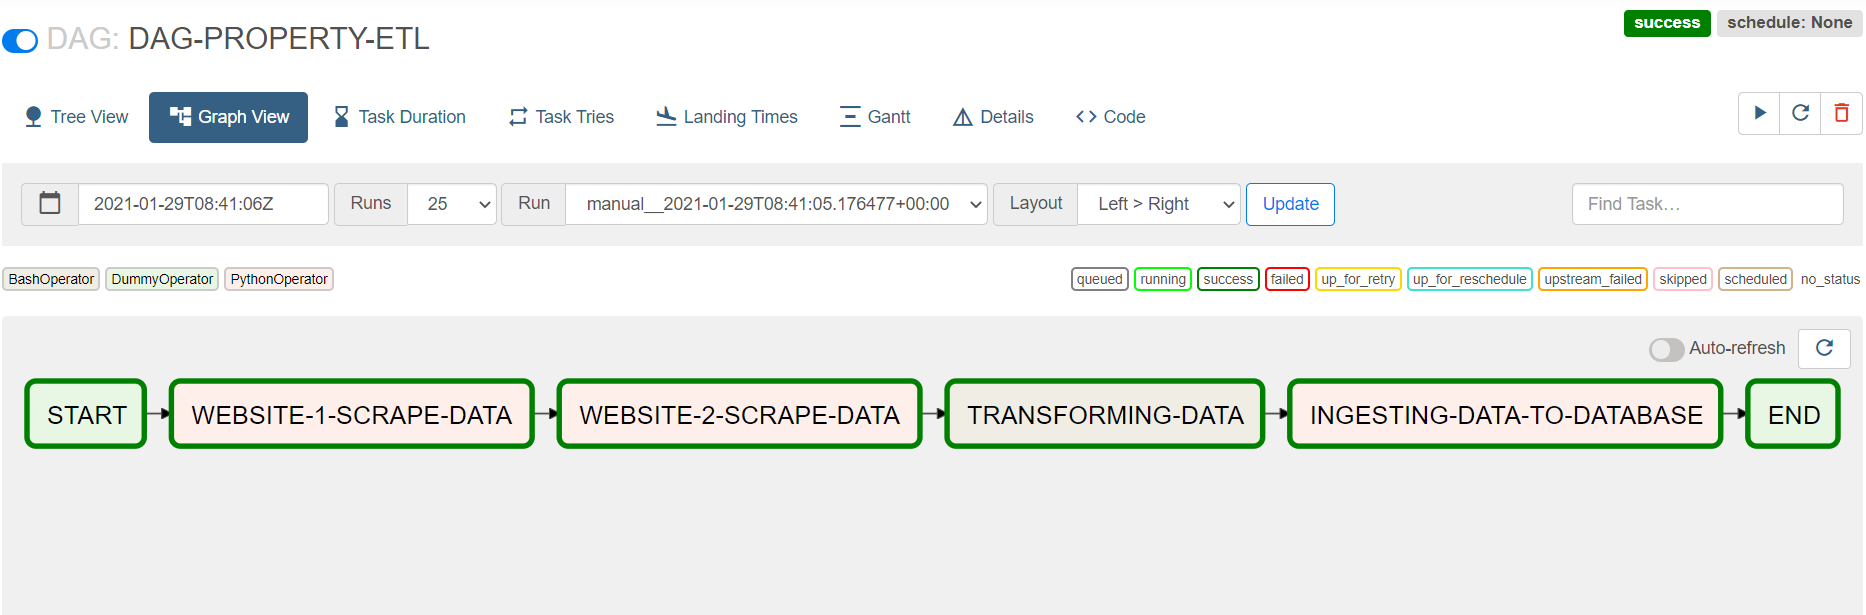 DAG: DAG-PROPERTY-ETL
success
schedule: None
Tree View
Graph View
Task Duration
Task Tries
Landing Times
Gantt
Details
Code
2021-01-29T08:41:06Z
Runs
25
Run
manual__2021-01-29T08:41:05.176477+00:00
Layout
Left > Right
Update
Find Task…
BashOperator
DummyOperator
PythonOperator
queued
running
success
failed
up_for_retry
up_for_reschedule
upstream_failed
skipped
scheduled
no_status
Auto-refresh
START
WEBSITE-1-SCRAPE-DATA
WEBSITE-2-SCRAPE-DATA
TRANSFORMING-DATA
INGESTING-DATA-TO-DATABASE
END